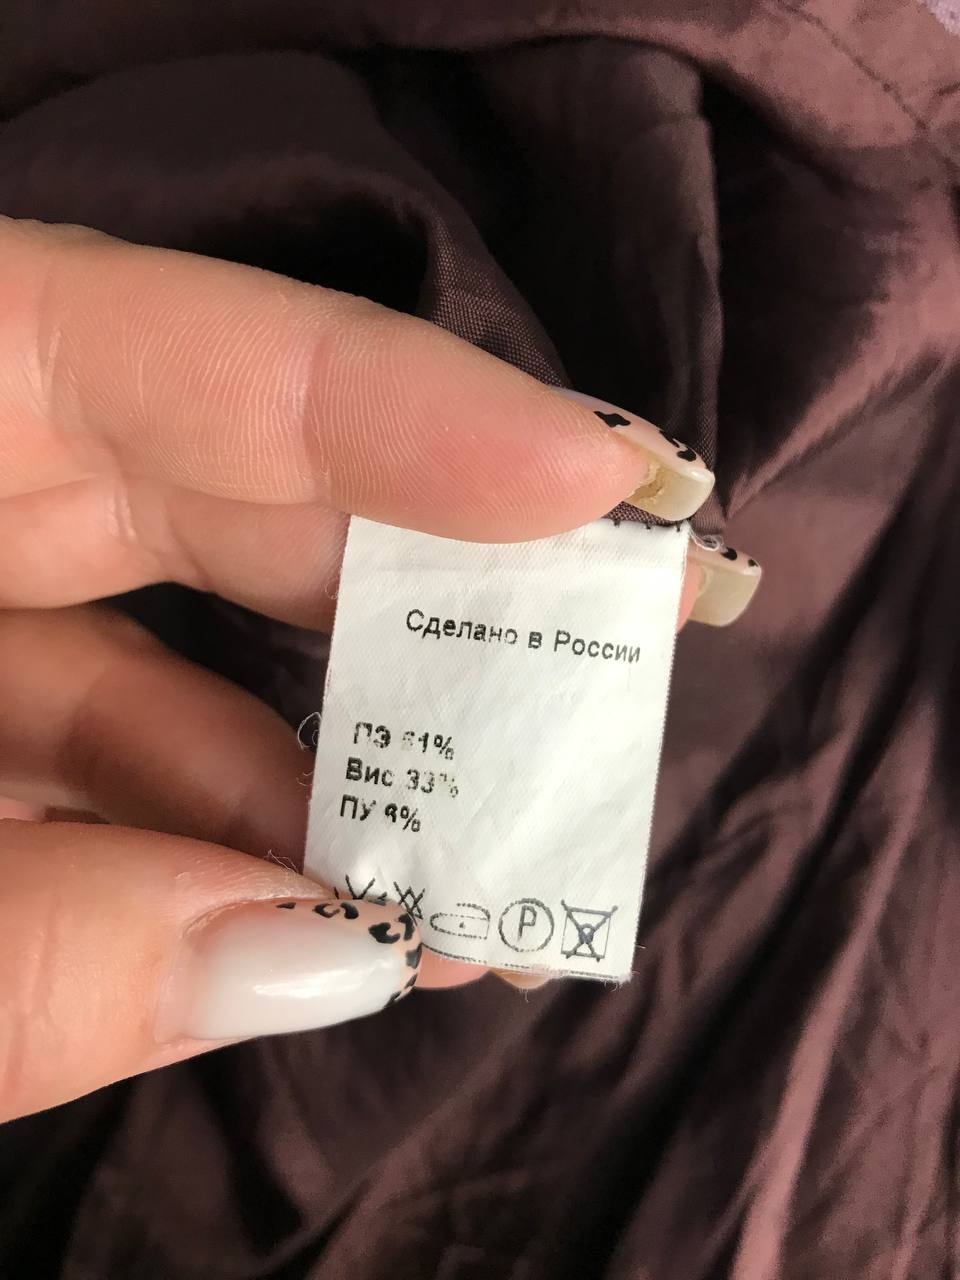 Сделано в России
ПЭ 61%
Вис 33%
ПУ 6%
P